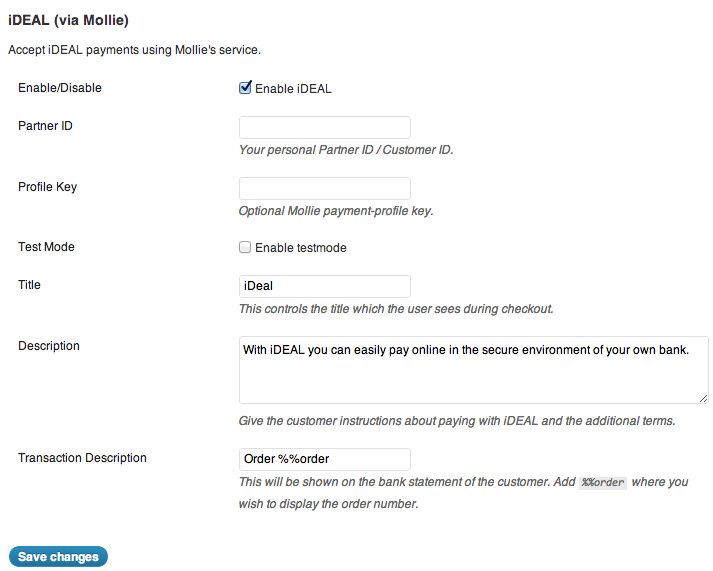 iDEAL (via Mollie)
Accept iDEAL payments using Mollie's service.
Enable/Disable
Enable iDEAL
Partner ID
Your personal Partner ID / Customer ID.
Profile Key
Optional Mollie payment-profile key.
Test Mode
Enable testmode
Title
iDeal
This controls the title which the user sees during checkout.
Description
With iDEAL you can easily pay online in the secure environment of your own bank.
Give the customer instructions about paying with iDEAL and the additional terms.
Transaction Description
Order %%order
This will be shown on the bank statement of the customer. Add %%order where you
wish to display the order number.
Save changes